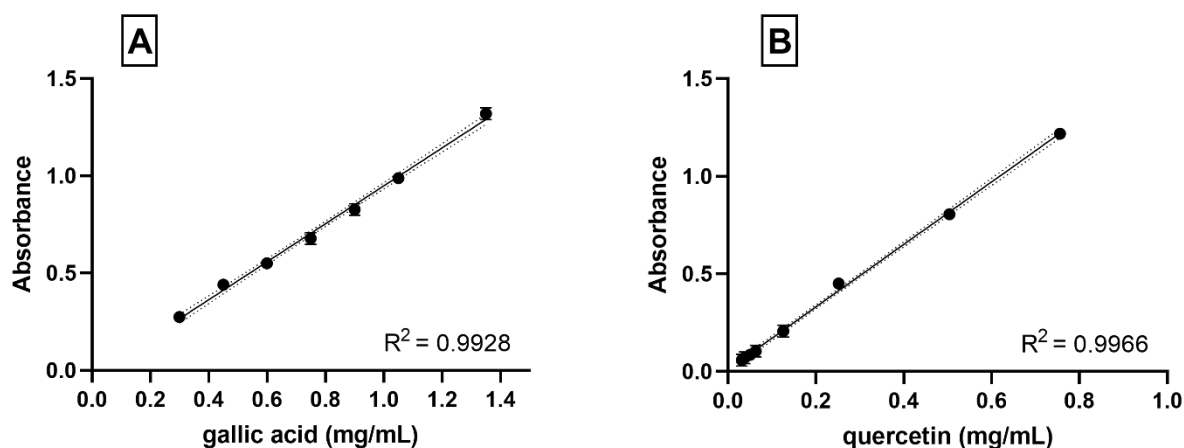 A
Absorbance
1.5
1.0
0.5
0.0
0.0 0.2 0.4 0.6 0.8 1.0 1.2 1.4
gallic acid (mg/mL)
R² = 0.9928
B
Absorbance
1.5
1.0
0.5
0.0
0.0 0.2 0.4 0.6 0.8 1.0
quercetin (mg/mL)
R² = 0.9966